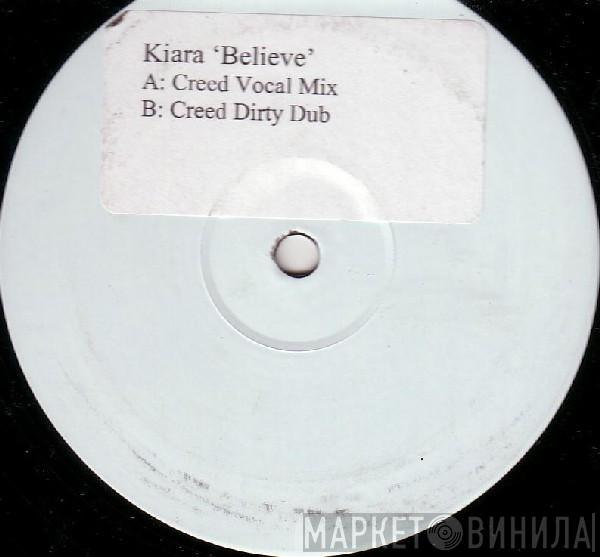 Kiara ‘Believe’
A: Creed Vocal Mix
B: Creed Dirty Dub
МАРКЕТ ВИНИЛА